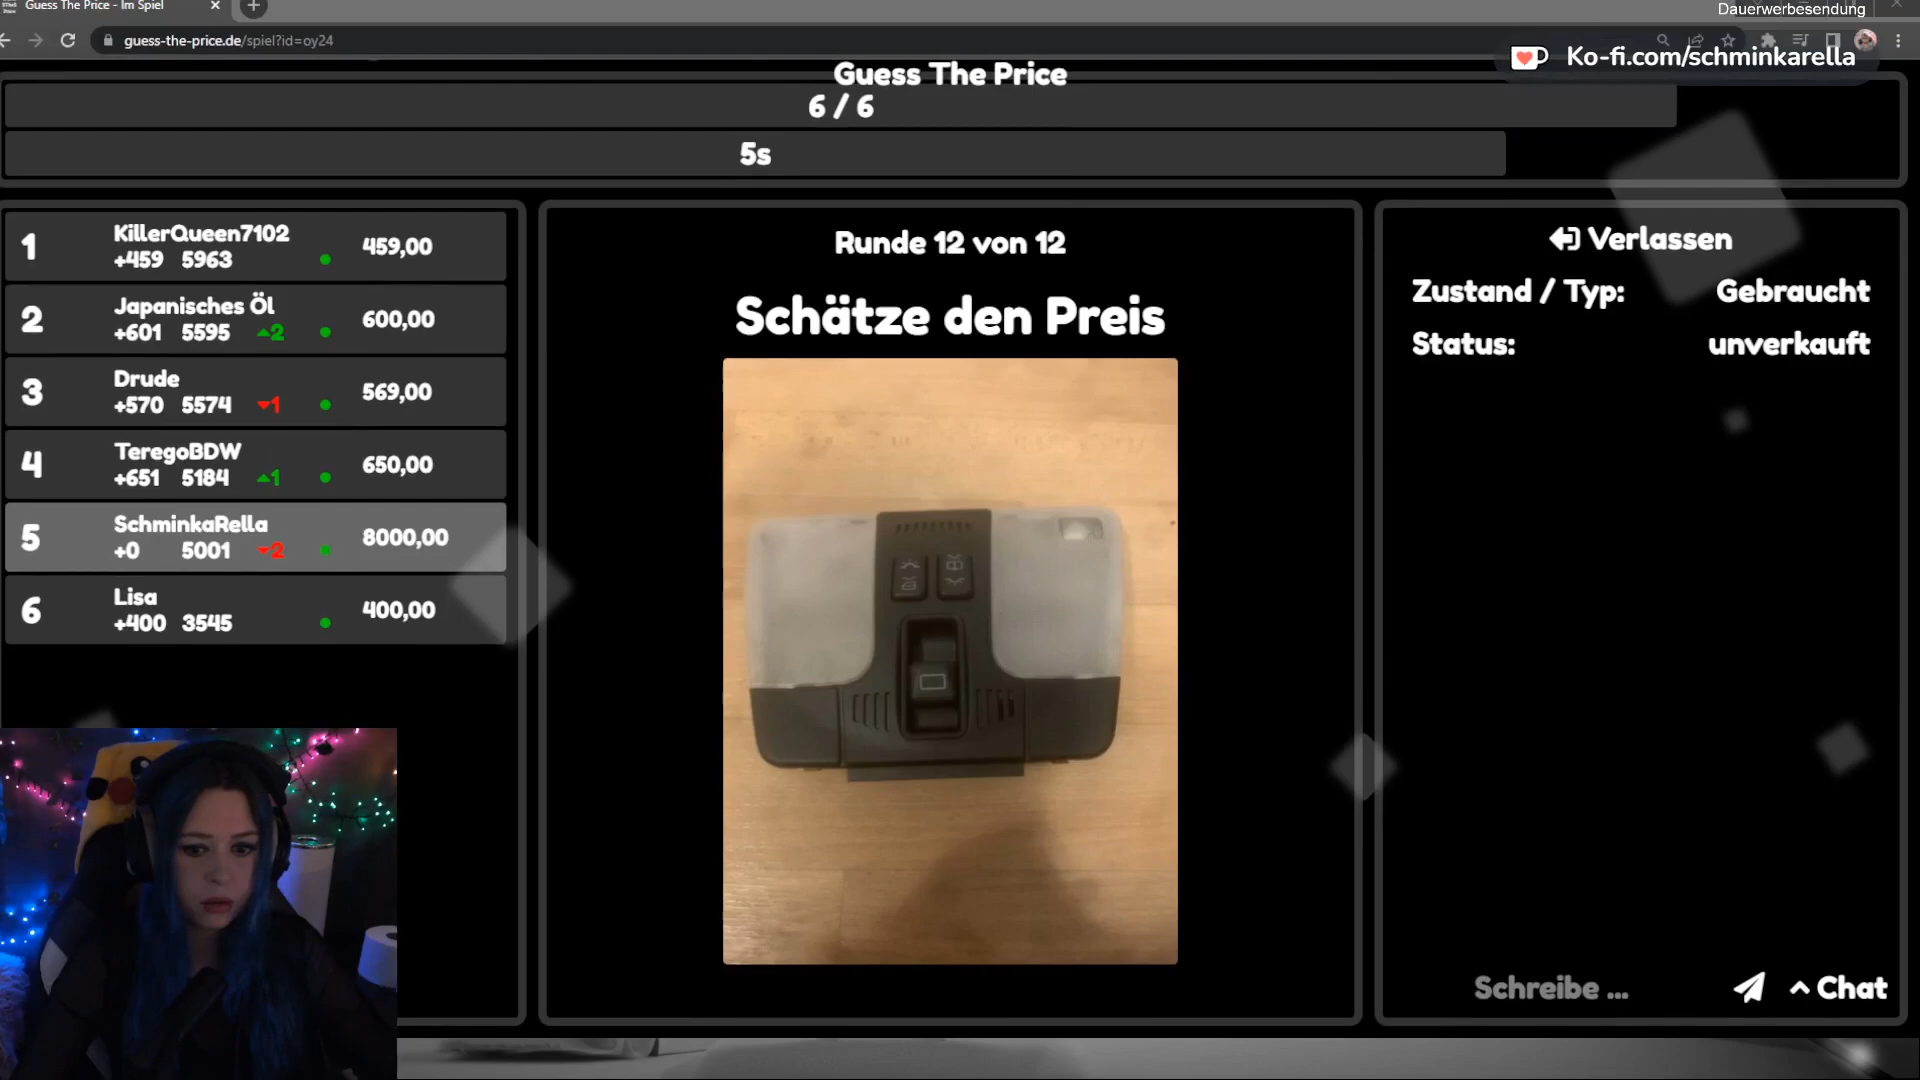 Guess The Price - Im Spiel
Dauerwerbesendung
guess-the-price.de/spiel?id=oy24
Ko-fi.com/schminkarella
Guess The Price
6 / 6
5s
1
KillerQueen7102
+459 5963
459,00
2
Japanisches Öl
+601 5595 2
600,00
3
Drude
+570 5574 1
569,00
4
TeregoBDW
+651 5184 1
650,00
5
SchminkaRella
+0 5001 2
8000,00
6
Lisa
+400 3545
400,00
Runde 12 von 12
Schätze den Preis
Verlassen
Zustand / Typ: Gebraucht
Status: unverkauft
Schreibe ...
Chat